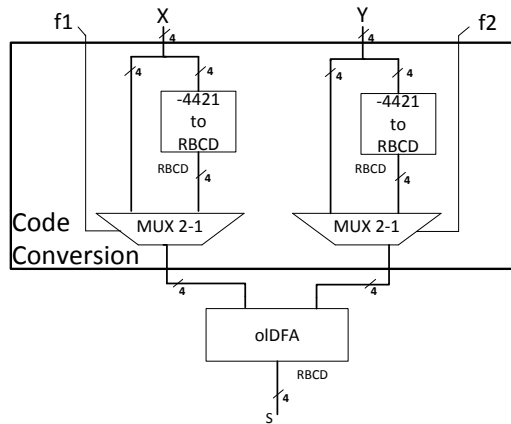 f1
X
Y
f2
4
4
4
4
4
4
-4421
to
RBCD
-4421
to
RBCD
RBCD
4
RBCD
4
MUX 2-1
MUX 2-1
Code
Conversion
4
4
olDFA
RBCD
4
S